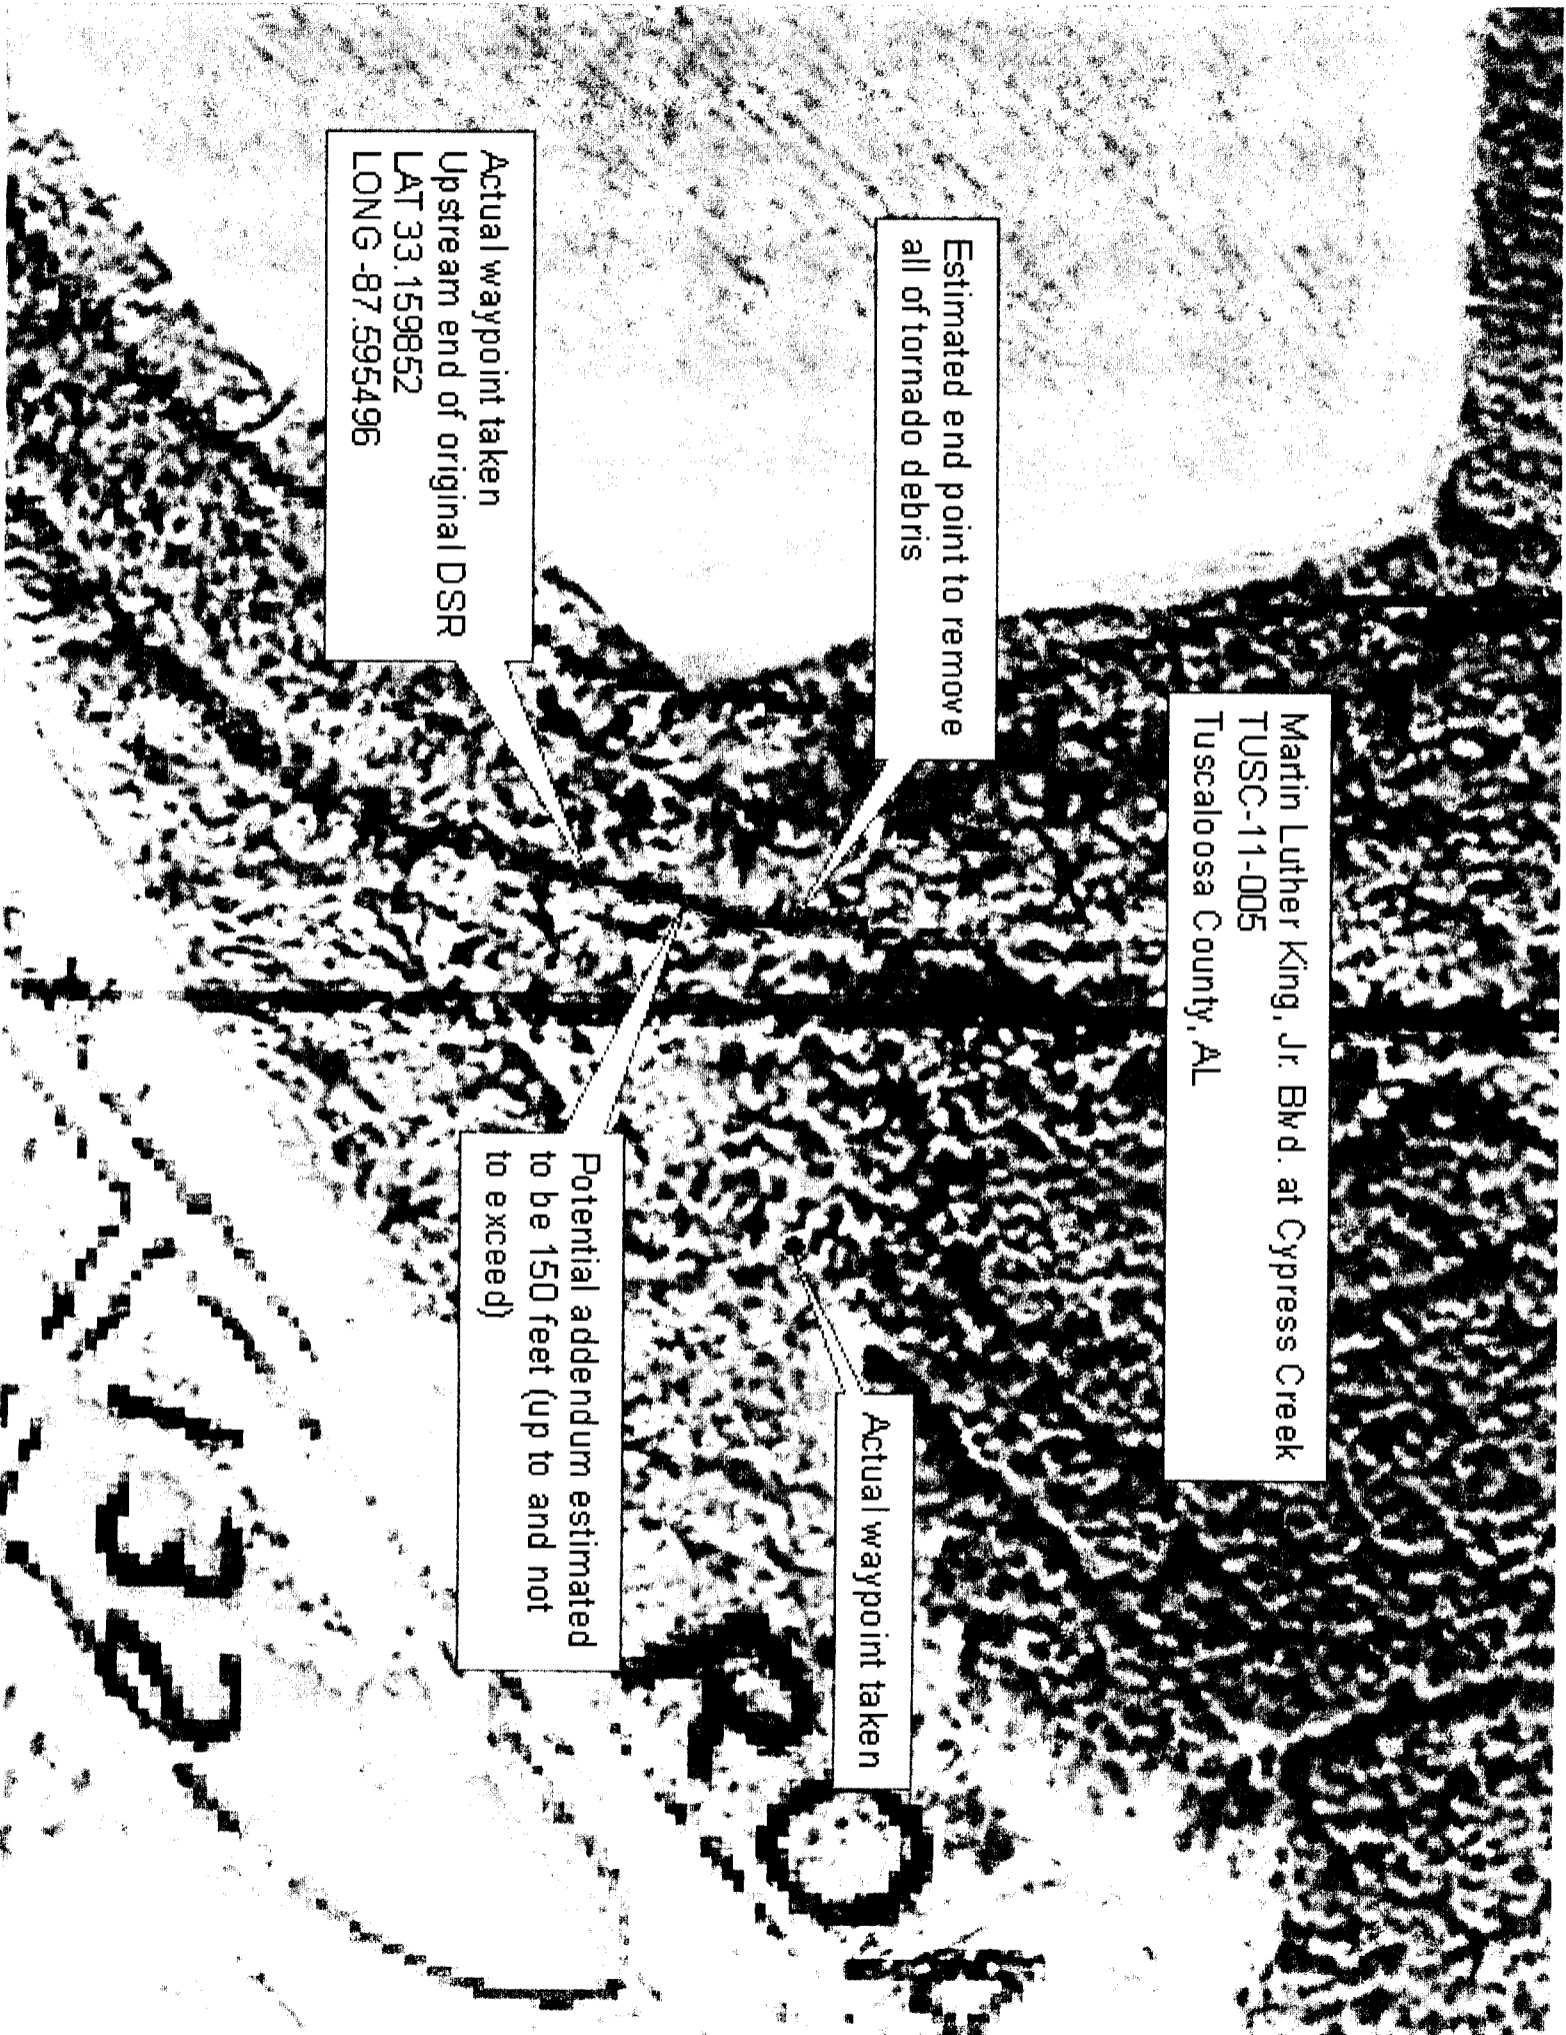 Martin Luther King, Jr. Blvd. at Cypress Creek
TUSC-11-005
Tuscaloosa County, AL
Estimated end point to remove
all of tornado debris
Actual waypoint taken
Actual waypoint taken
Upstream end of original DSR
LAT 33.159852
LONG -87.595496
Potential addendum estimated
to be 150 feet (up to and not
to exceed)